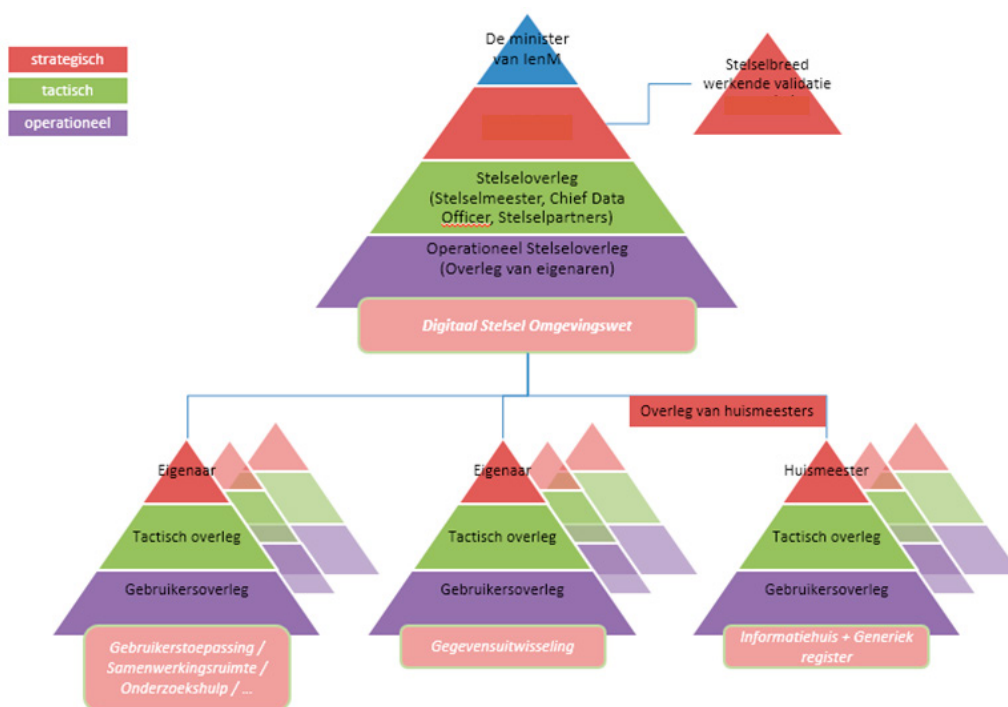 De minister
van IenM
strategisch
tactisch
operationeel
Stelselbreed
werkende validatie
Stelseloverleg
(Stelselmeester, Chief Data
Officer, Stelselpartners)
Operationeel Stelseloverleg
(Overleg van eigenaren)
Digitaal Stelsel Omgevingswet
Overleg van huismeesters
Eigenaar
Eigenaar
Huismeester
Tactisch overleg
Tactisch overleg
Tactisch overleg
Gebruikersoverleg
Gebruikersoverleg
Gebruikersoverleg
Gebruikerstoepassing /
Samenwerkingsruimte /
Onderzoekshulp / ...
Gegevensuitwisseling
Informatiehuis + Generiek
register